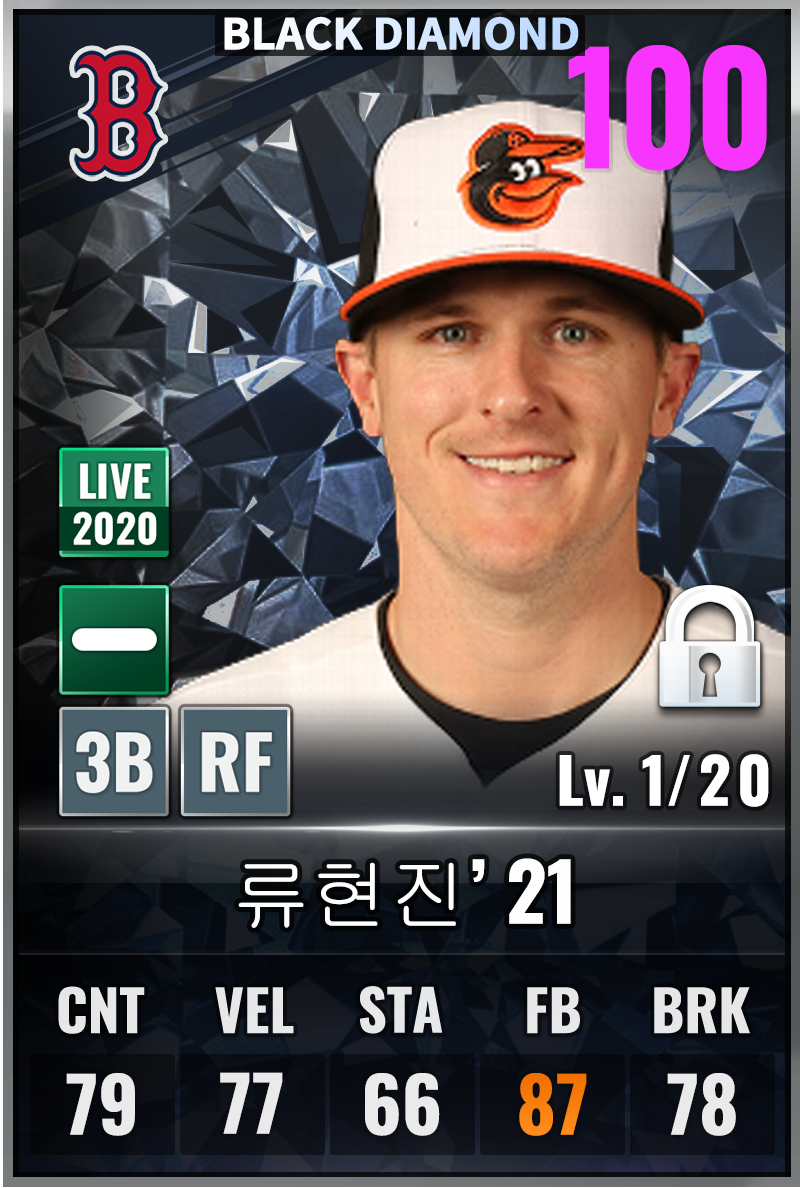 BLACK DIAMOND
B
100
LIVE
2020
3B RF
Lv. 1/20
류현진’ 21
CNT VEL STA FB BRK
79 77 66 87 78